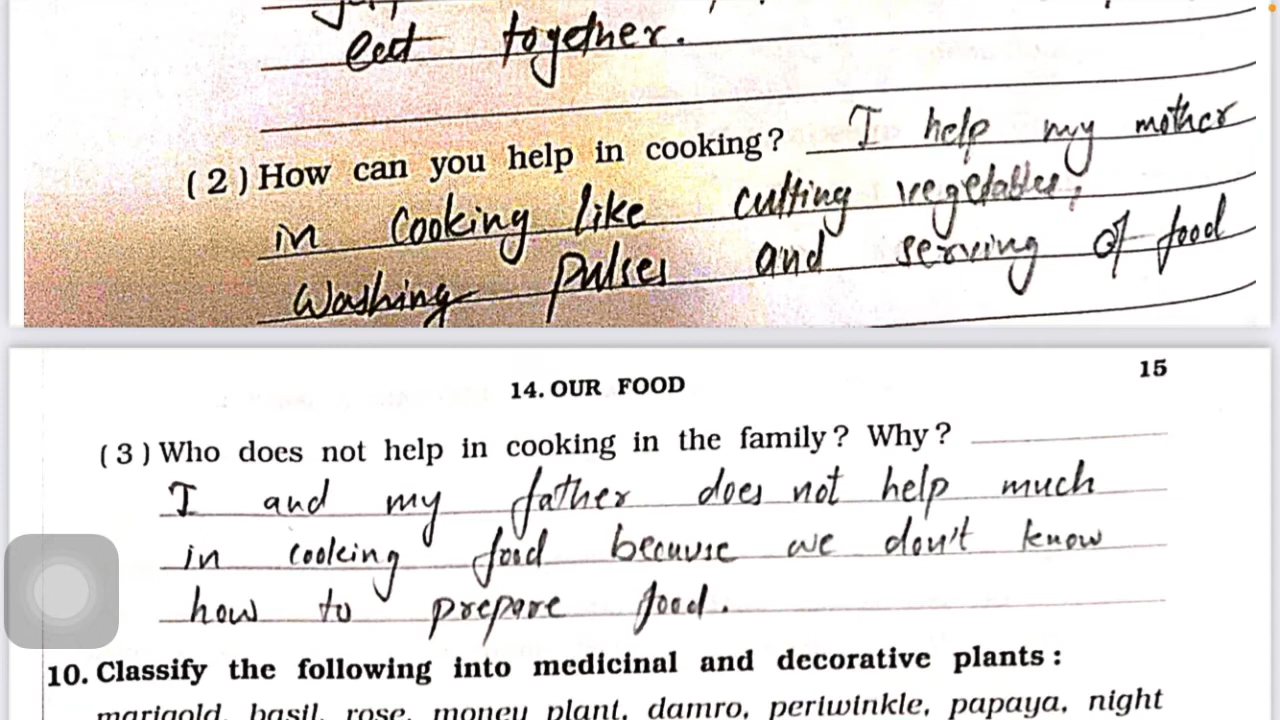 eat together.
(2) How can you help in cooking? I help my mother
in cooking like cutting vegetables,
washing pulses and serving of food
15
14. OUR FOOD
(3) Who does not help in cooking in the family? Why?
I and my father does not help much
in cooking food because we don't know
how to prepare food.
10. Classify the following into medicinal and decorative plants:
marigold, basil, rose, money plant, damro, periwinkle, papaya, night